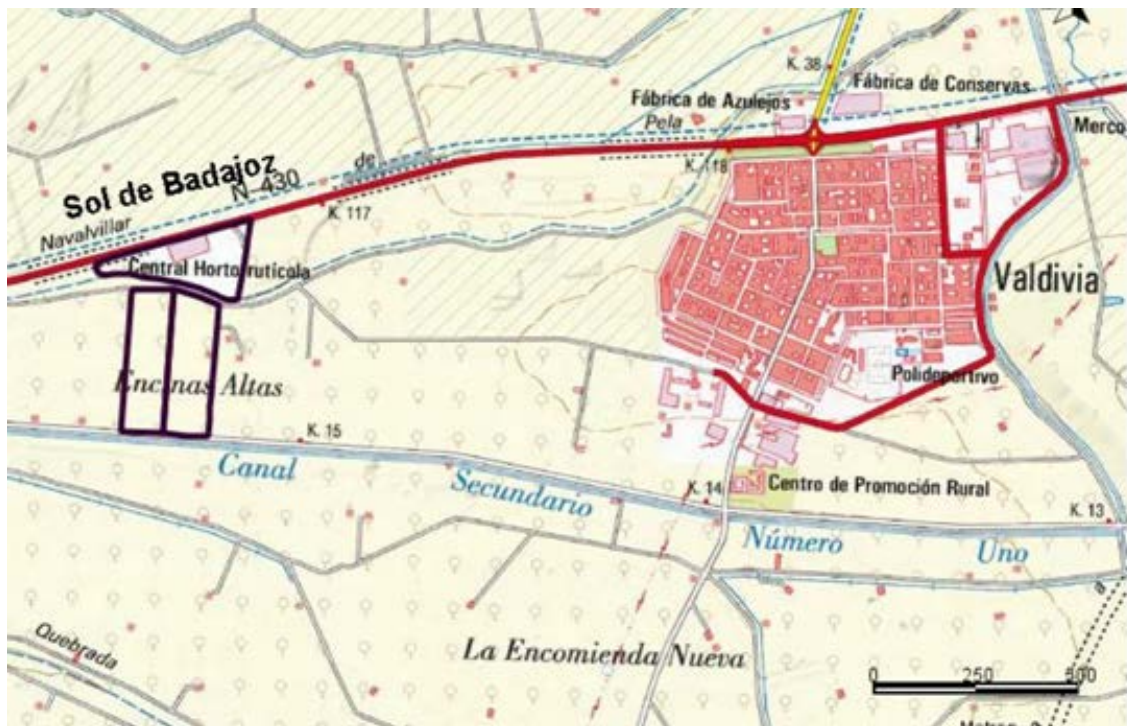 K. 38
Fábrica de Conservas
Fábrica de Azulejos
Pela
Merco
de
K. 118
Sol de Badajoz
N-430
K. 117
Navalvillar
Central Hortofrutícola
Valdivia
Encinas Altas
Polideportivo
K. 15
Canal Secundario Número Uno
K. 14
Centro de Promoción Rural
K. 13
La Encomienda Nueva
Quebrada
0 250 500
Metros